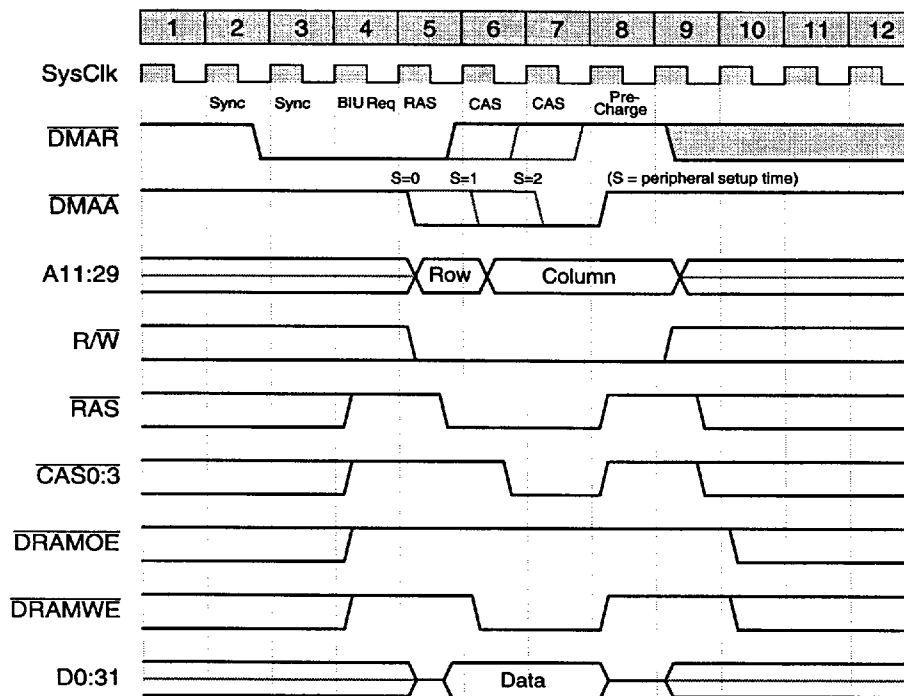 1 2 3 4 5 6 7 8 9 10 11 12
SysClk
Sync Sync BIU Req RAS CAS CAS Pre-
Charge
DMAR
S=0 S=1 S=2 (S = peripheral setup time)
DMAA
A11:29 Row Column
R/W
RAS
CAS0:3
DRAMOE
DRAMWE
D0:31 Data